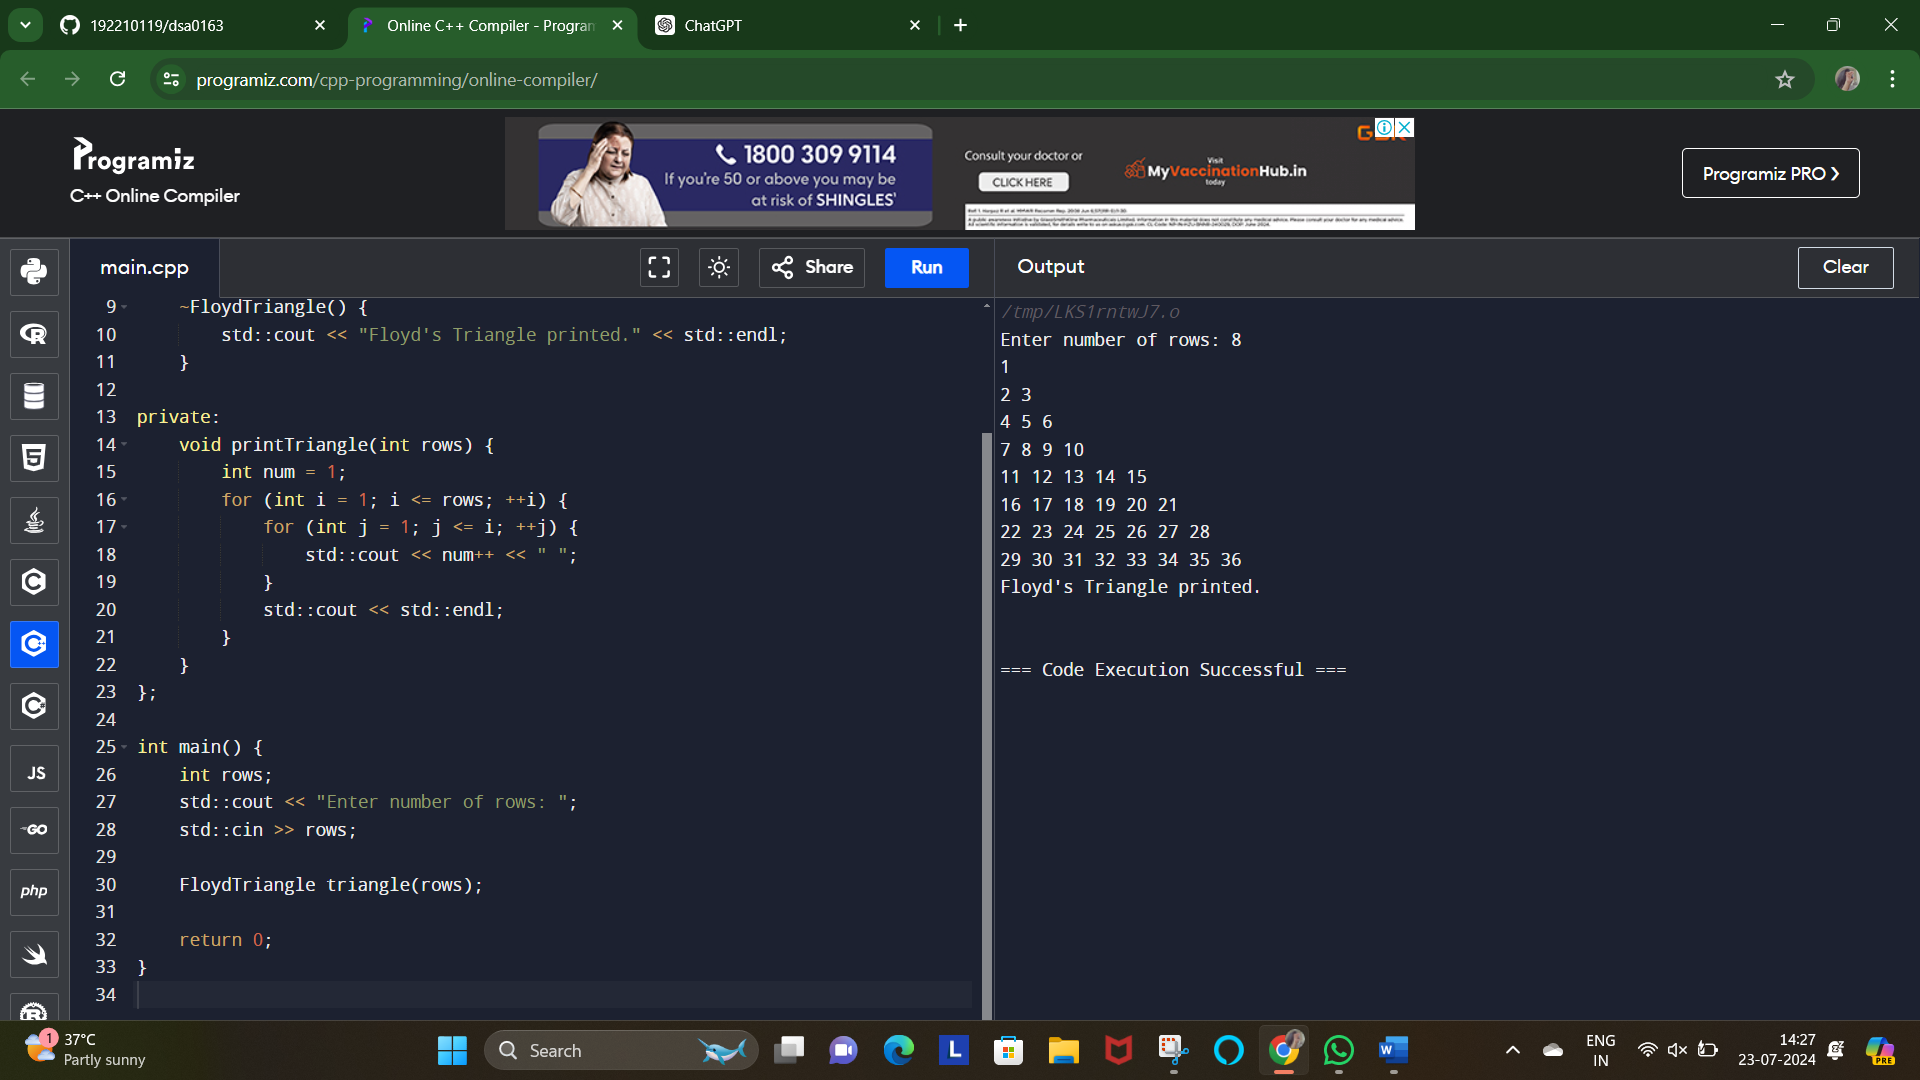 192210119/dsa0163
Online C++ Compiler - Program
ChatGPT
programiz.com/cpp-programming/online-compiler/
Programiz
C++ Online Compiler
1800 309 9114
If you're 50 or above you may be
at risk of SHINGLES*
Consult your doctor or
CLICK HERE
Visit
MyVaccinationHub.in
today
Programiz PRO ❯
main.cpp
Share
Run
Output
Clear
9 ~FloydTriangle() {
10 std::cout << "Floyd's Triangle printed." << std::endl;
11 }
12
13 private:
14 void printTriangle(int rows) {
15 int num = 1;
16 for (int i = 1; i <= rows; ++i) {
17 for (int j = 1; j <= i; ++j) {
18 std::cout << num++ << " ";
19 }
20 std::cout << std::endl;
21 }
22 }
23 };
24
25 int main() {
26 int rows;
27 std::cout << "Enter number of rows: ";
28 std::cin >> rows;
29
30 FloydTriangle triangle(rows);
31
32 return 0;
33 }
34
/tmp/LKS1rntwJ7.o
Enter number of rows: 8
1
2 3
4 5 6
7 8 9 10
11 12 13 14 15
16 17 18 19 20 21
22 23 24 25 26 27 28
29 30 31 32 33 34 35 36
Floyd's Triangle printed.
=== Code Execution Successful ===
JS
GO
php
1
37°C
Partly sunny
Search
L
W
ENG
IN
14:27
23-07-2024
PRE